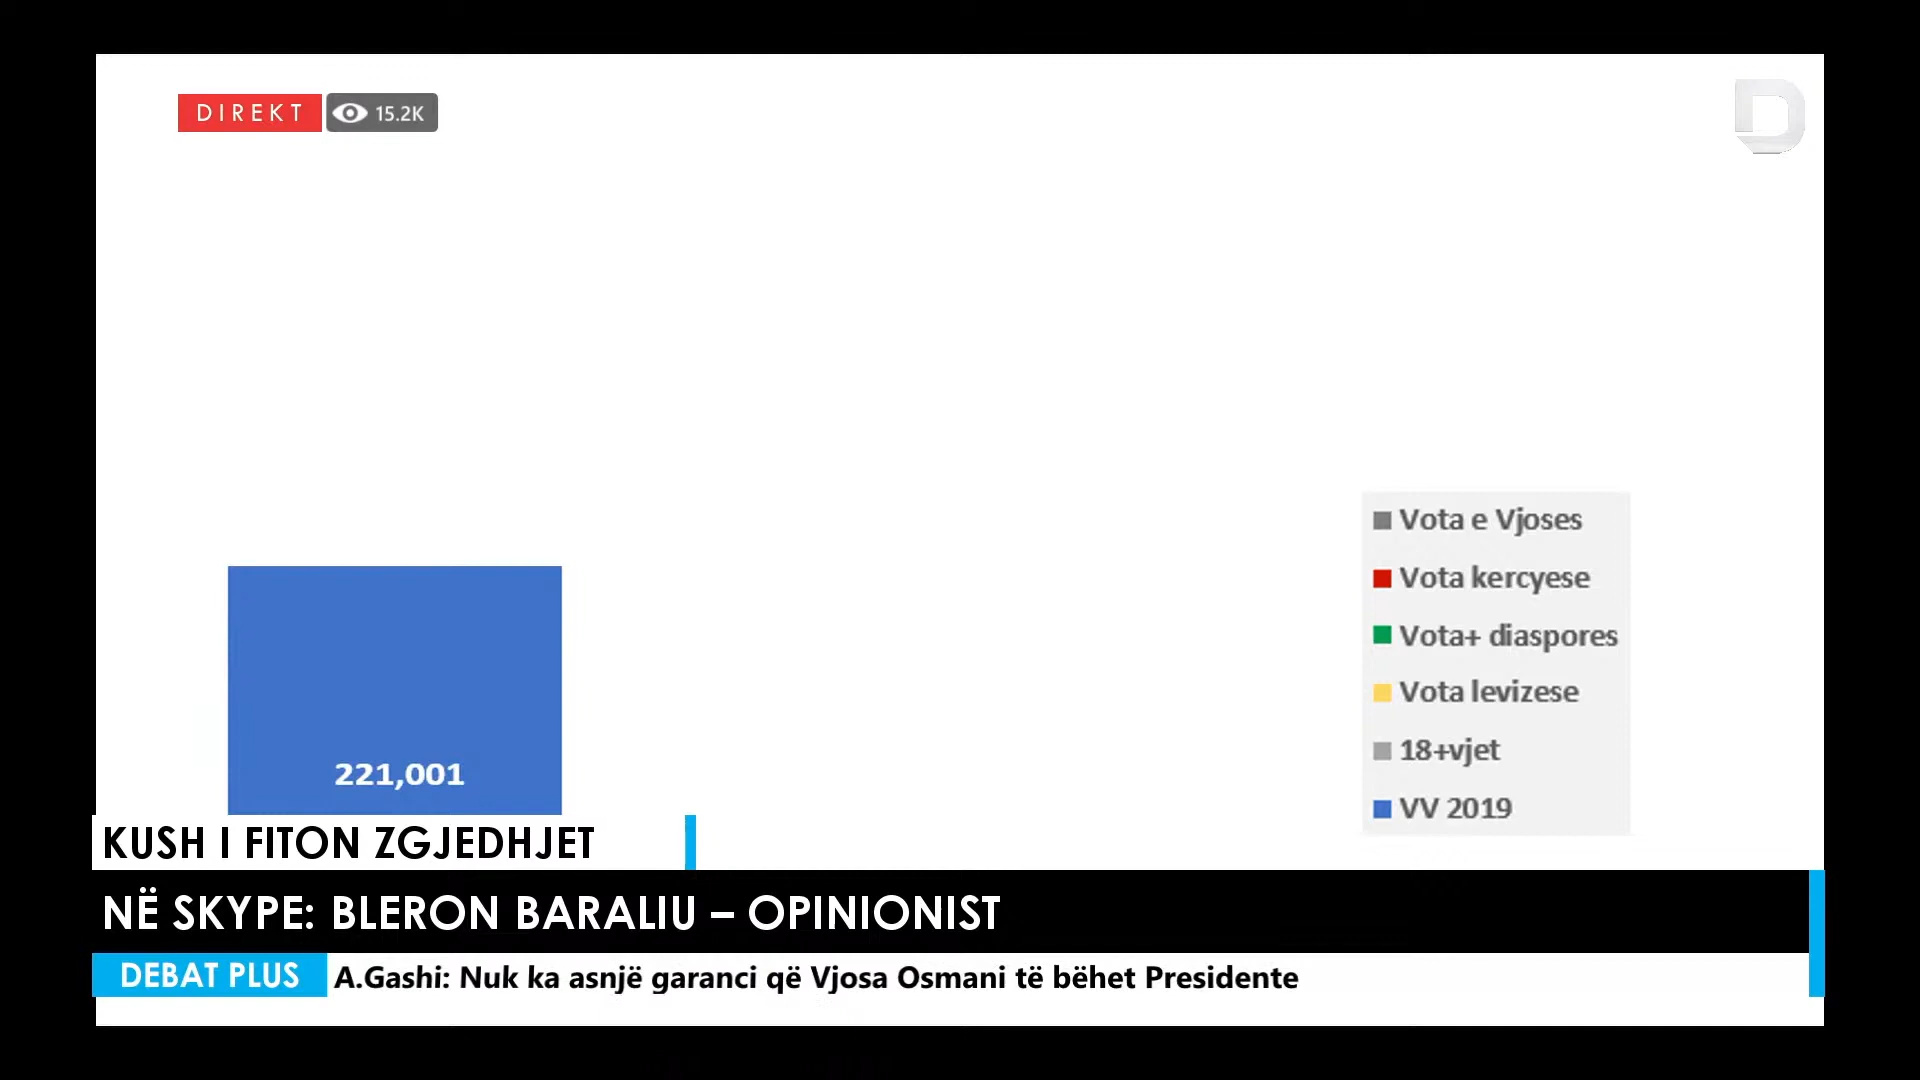 DIREKT 15.2K
D
Vota e Vjoses
Vota kercyese
Vota+ diaspores
Vota levizese
18+vjet
VV 2019
221,001
KUSH I FITON ZGJEDHJET
NË SKYPE: BLERON BARALIU – OPINIONIST
DEBAT PLUS A.Gashi: Nuk ka asnjë garanci që Vjosa Osmani të bëhet Presidente